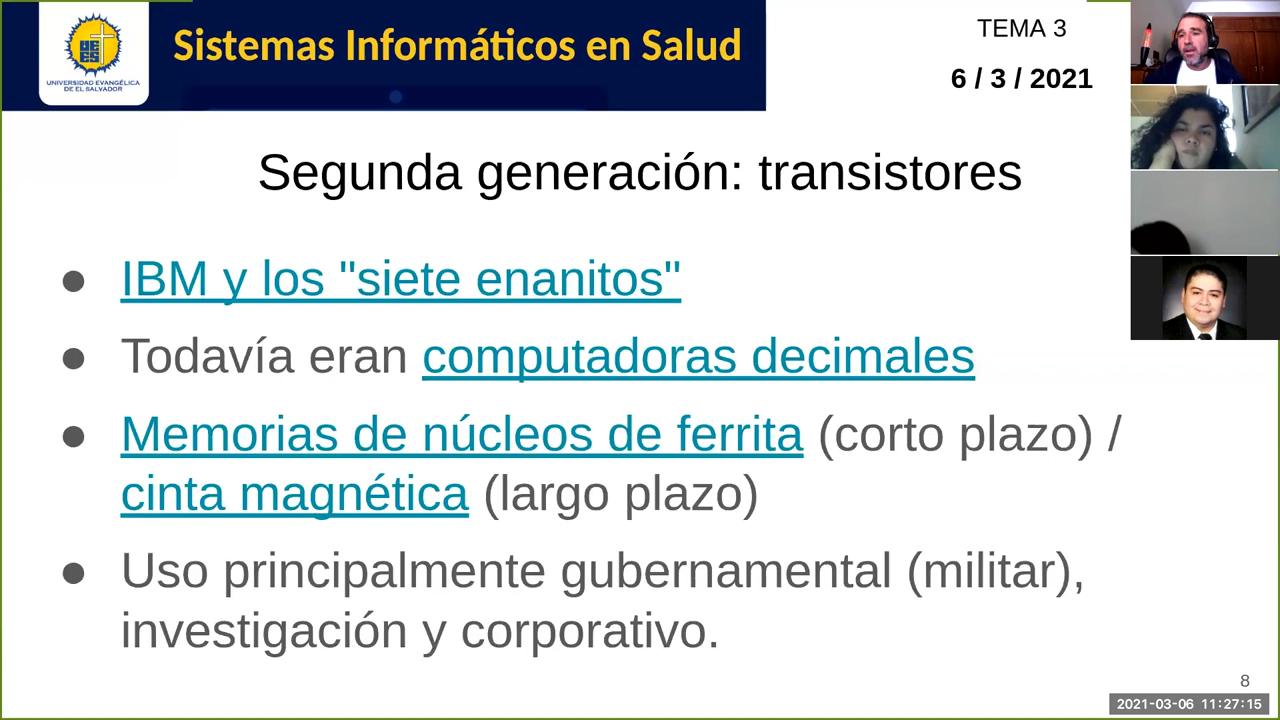 UNIVERSIDAD EVANGÉLICA
DE EL SALVADOR
Sistemas Informáticos en Salud
TEMA 3
6 / 3 / 2021
Segunda generación: transistores
● IBM y los "siete enanitos"
● Todavía eran computadoras decimales
● Memorias de núcleos de ferrita (corto plazo) /
cinta magnética (largo plazo)
● Uso principalmente gubernamental (militar),
investigación y corporativo.
8
2021-03-06 11:27:15